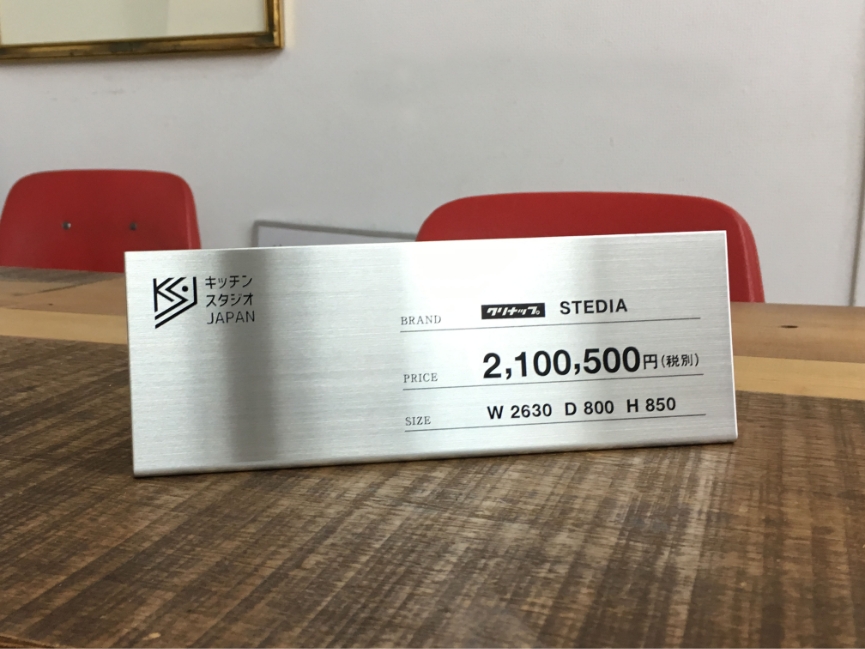 KSJ
キッチン
スタジオ
JAPAN
BRAND クリナップ STEDIA
PRICE 2,100,500円(税別)
SIZE W 2630 D 800 H 850